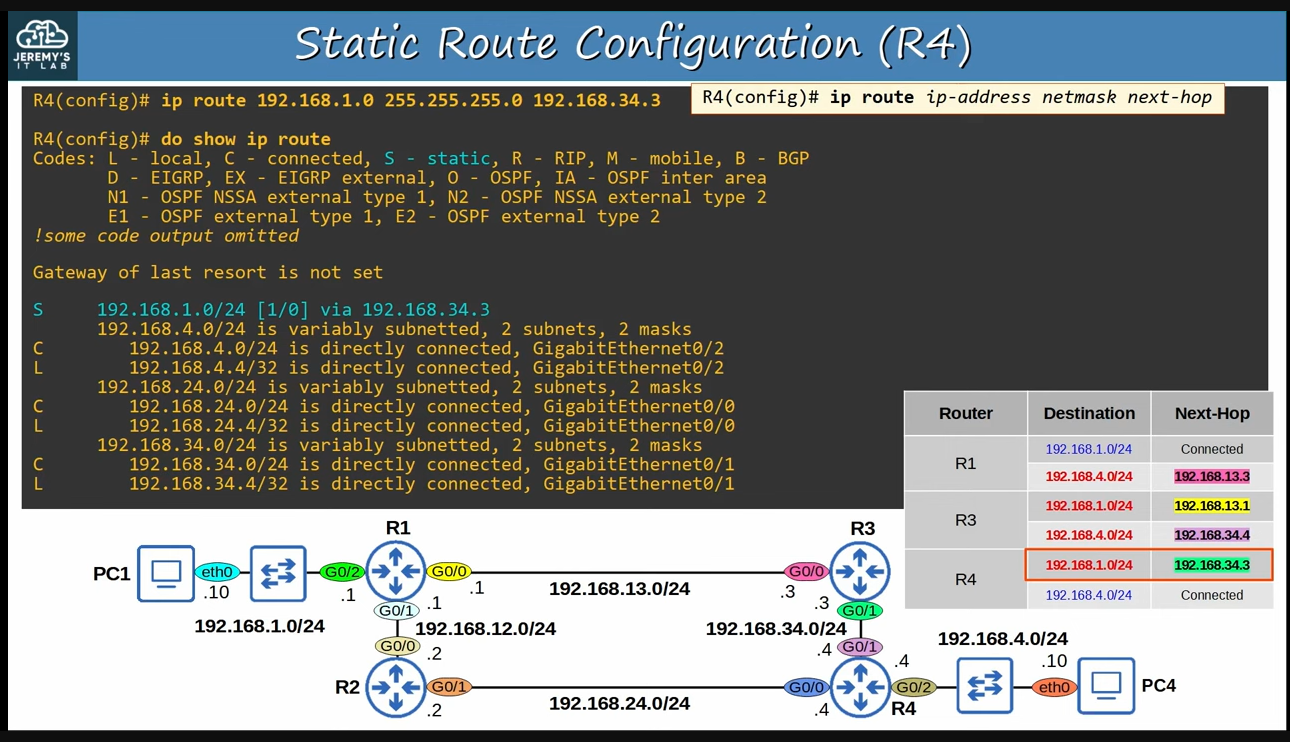 JEREMY'S
IT LAB
Static Route Configuration (R4)
R4(config)# ip route 192.168.1.0 255.255.255.0 192.168.34.3
R4(config)# ip route ip-address netmask next-hop
R4(config)# do show ip route
Codes: L - local, C - connected, S - static, R - RIP, M - mobile, B - BGP
D - EIGRP, EX - EIGRP external, O - OSPF, IA - OSPF inter area
N1 - OSPF NSSA external type 1, N2 - OSPF NSSA external type 2
E1 - OSPF external type 1, E2 - OSPF external type 2
!some code output omitted
Gateway of last resort is not set
S 192.168.1.0/24 [1/0] via 192.168.34.3
192.168.4.0/24 is variably subnetted, 2 subnets, 2 masks
C 192.168.4.0/24 is directly connected, GigabitEthernet0/2
L 192.168.4.4/32 is directly connected, GigabitEthernet0/2
192.168.24.0/24 is variably subnetted, 2 subnets, 2 masks
C 192.168.24.0/24 is directly connected, GigabitEthernet0/0
L 192.168.24.4/32 is directly connected, GigabitEthernet0/0
192.168.34.0/24 is variably subnetted, 2 subnets, 2 masks
C 192.168.34.0/24 is directly connected, GigabitEthernet0/1
L 192.168.34.4/32 is directly connected, GigabitEthernet0/1
Router Destination Next-Hop
R1 192.168.1.0/24 Connected
192.168.4.0/24 192.168.13.3
R3 192.168.1.0/24 192.168.13.1
192.168.4.0/24 192.168.34.4
R4 192.168.1.0/24 192.168.34.3
192.168.4.0/24 Connected
R1 R3
PC1 eth0 G0/2 G0/0 G0/0
.10 .1 .1 192.168.13.0/24 .3
.1 .3
G0/1 G0/1
192.168.1.0/24 192.168.12.0/24 192.168.34.0/24 192.168.4.0/24
G0/0 G0/1
.2 .4 .4 .10
R2 G0/1 G0/0 G0/2 eth0 PC4
.2 192.168.24.0/24 .4 R4